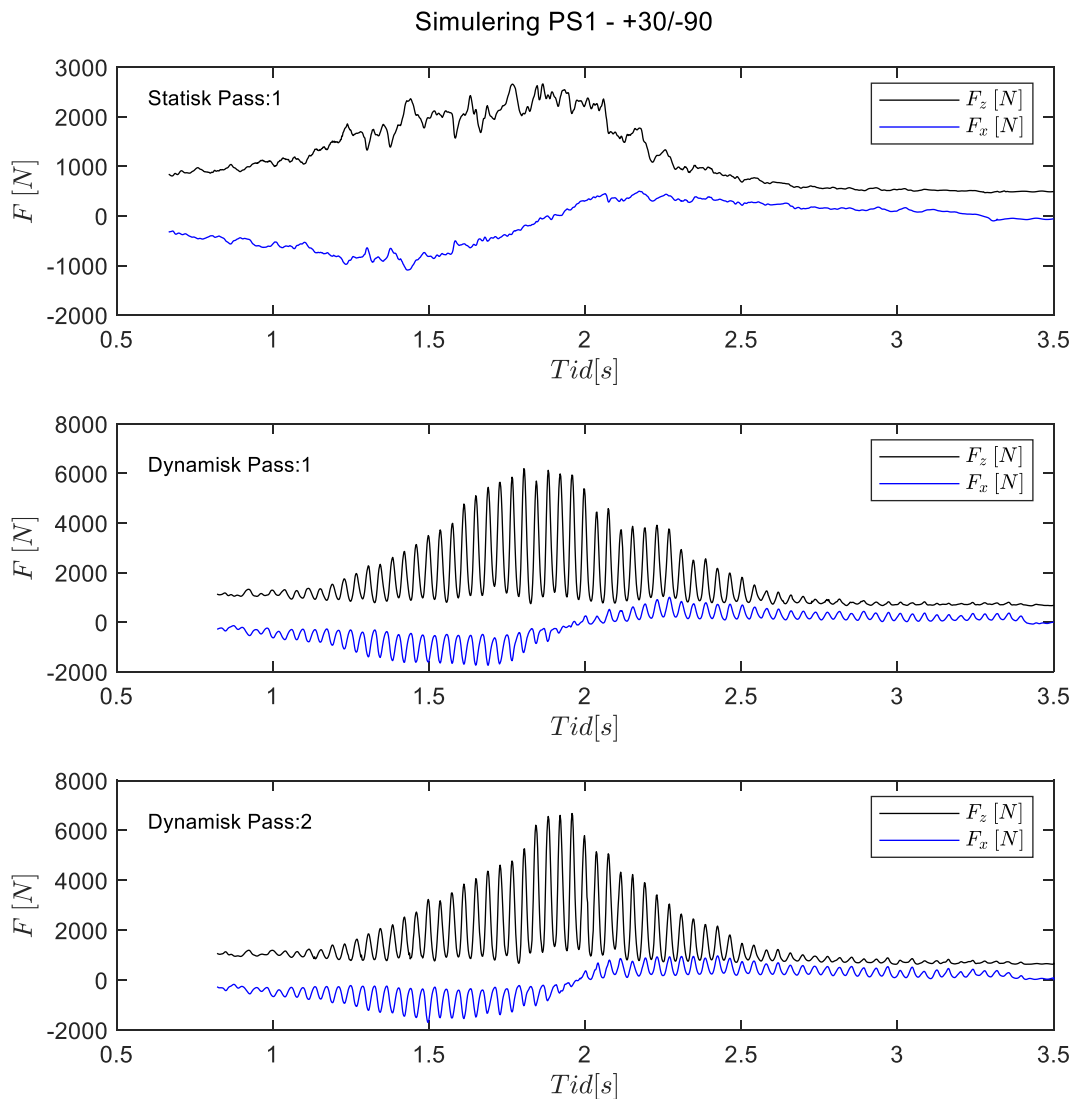 Simulering PS1 - +30/-90
3000
2000
1000
0
-1000
-2000
F [N]
Statisk Pass:1
F_z [N]
F_x [N]
0.5 1 1.5 2 2.5 3 3.5
Tid[s]
8000
6000
4000
2000
0
-2000
F [N]
Dynamisk Pass:1
F_z [N]
F_x [N]
0.5 1 1.5 2 2.5 3 3.5
Tid[s]
8000
6000
4000
2000
0
-2000
F [N]
Dynamisk Pass:2
F_z [N]
F_x [N]
0.5 1 1.5 2 2.5 3 3.5
Tid[s]